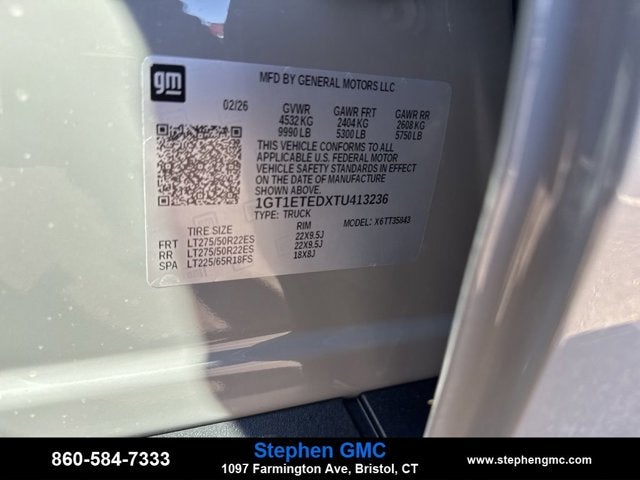 gm
MFD BY GENERAL MOTORS LLC
02/26 GVWR GAWR FRT GAWR RR
4532 KG 2404 KG 2608 KG
9990 LB 5300 LB 5750 LB
THIS VEHICLE CONFORMS TO ALL
APPLICABLE U.S. FEDERAL MOTOR
VEHICLE SAFETY STANDARDS IN EFFECT
ON THE DATE OF MANUFACTURE
SHOWN ABOVE.
1GT1ETEDXTU413236
TYPE: TRUCK MODEL: X6TT35843
TIRE SIZE RIM
FRT LT275/50R22ES 22X9.5J
RR LT275/50R22ES 22X9.5J
SPA LT225/65R18FS 18X8J
860-584-7333
Stephen GMC
1097 Farmington Ave, Bristol, CT
www.stephengmc.com